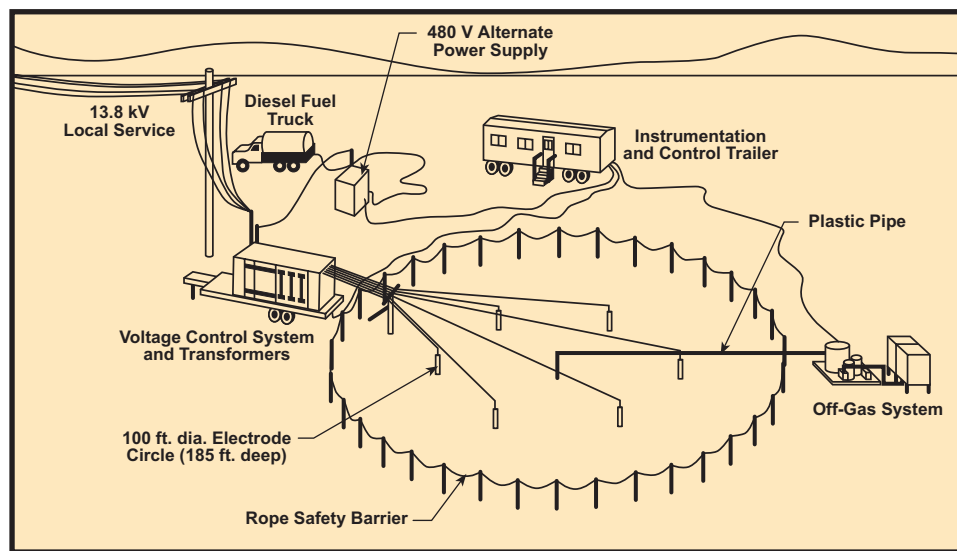 480 V Alternate
Power Supply
13.8 kV
Local Service
Diesel Fuel
Truck
Instrumentation
and Control Trailer
Plastic Pipe
Voltage Control System
and Transformers
Off-Gas System
100 ft. dia. Electrode
Circle (185 ft. deep)
Rope Safety Barrier